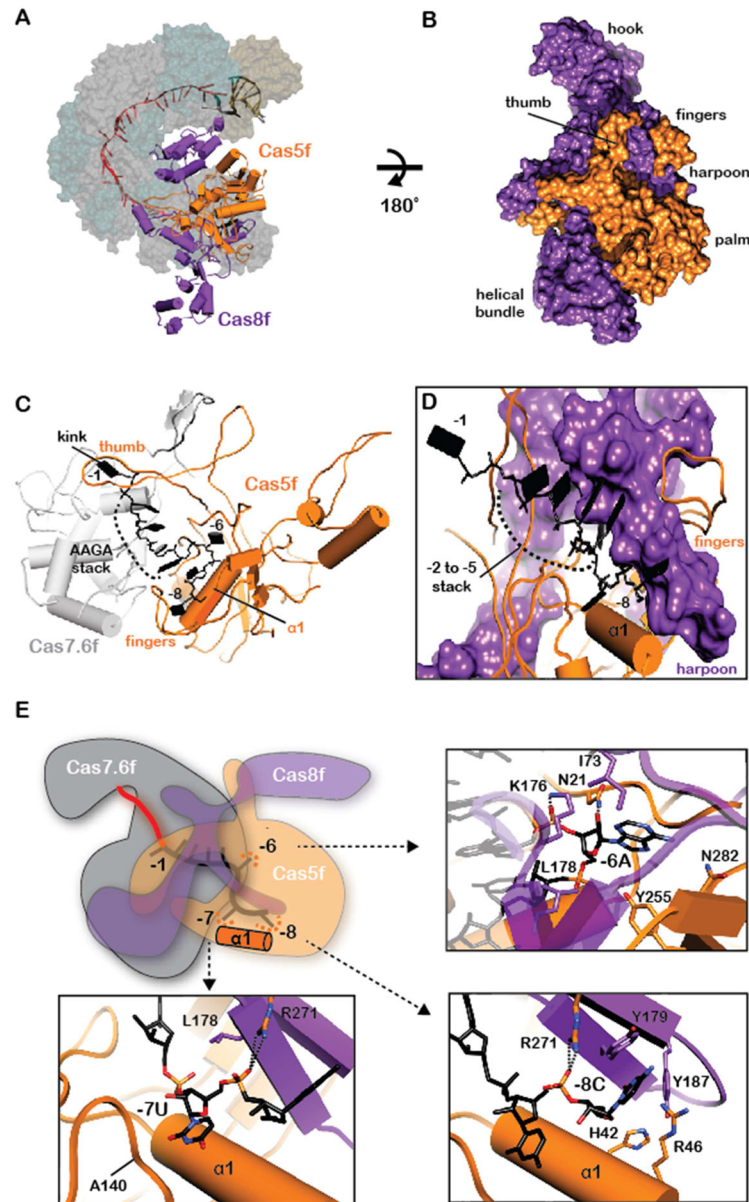 A
Cas5f
Cas8f
180°
B
hook
thumb
fingers
harpoon
palm
helical
bundle
C
kink
thumb
-1
Cas5f
-6
AAGA
stack
-8
α1
Cas7.6f
fingers
D
-1
fingers
-2 to -5
stack
-8
α1
harpoon
E
Cas7.6f
Cas8f
-1
-6
Cas5f
-7
-8
α1
I73
N21
K176
-6A
N282
L178
Y255
L178
R271
-7U
A140
α1
Y179
R271
-8C
Y187
H42
R46
α1